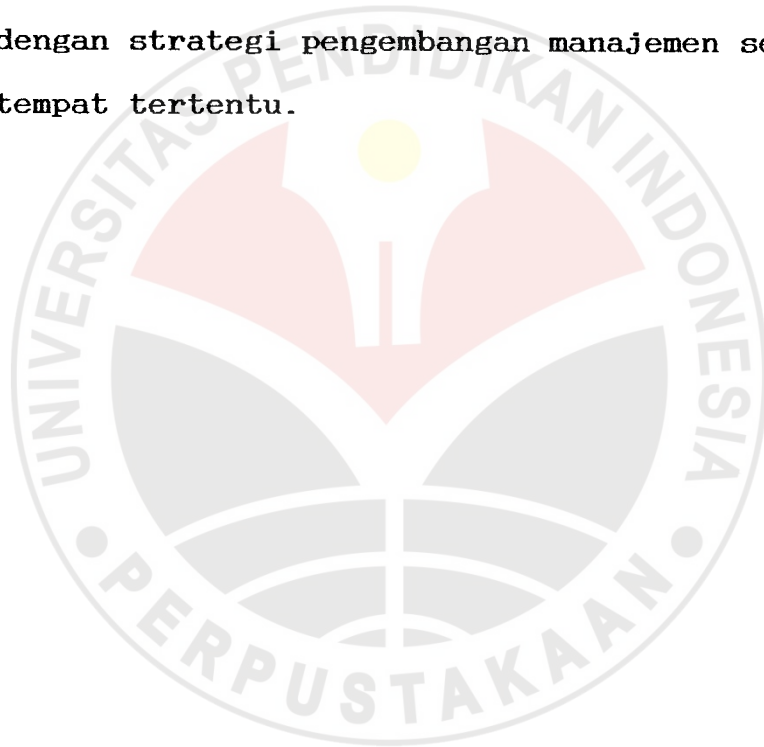 dengan strategi pengembangan manajemen se
tempat tertentu.
UNIVERSITAS PENDIDIKAN INDONESIA
PERPUSTAKAAN